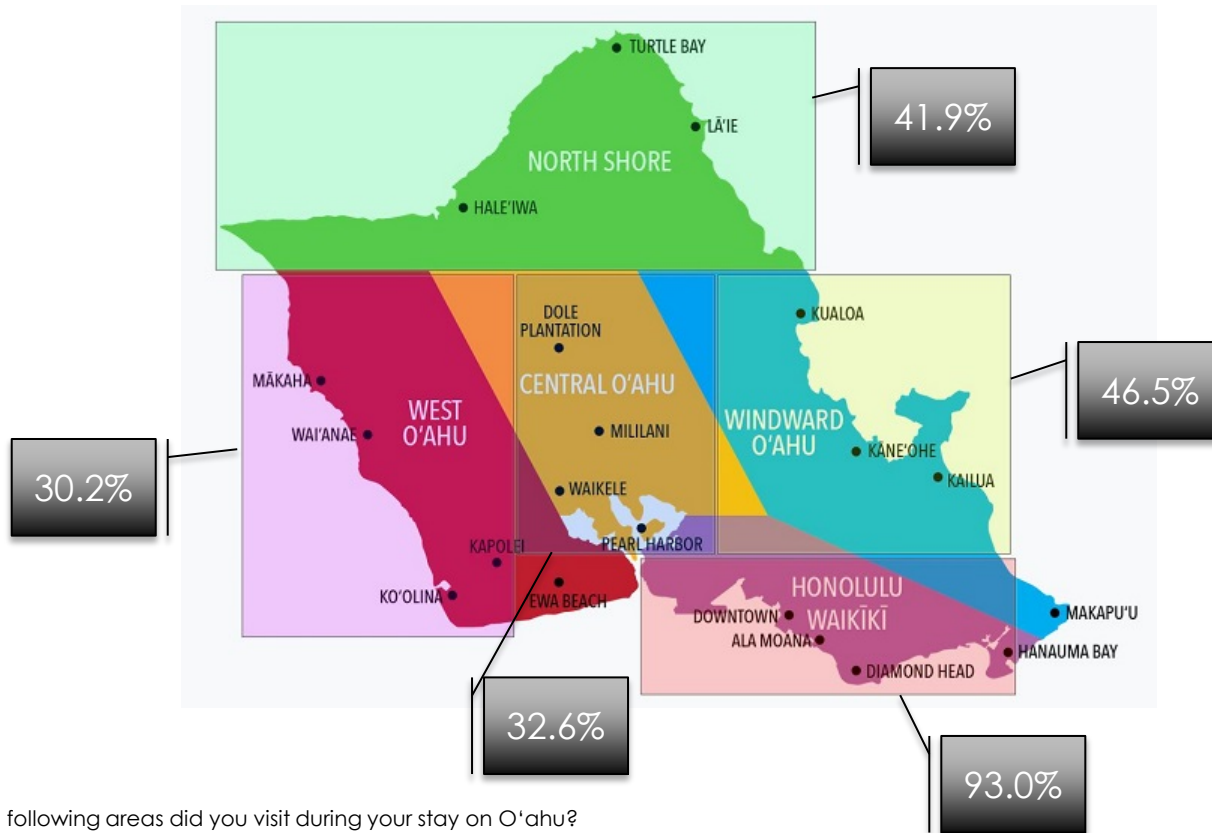 TURTLE BAY
41.9%
LĀ'IE
NORTH SHORE
HALE'IWA
DOLE
PLANTATION
KUALOA
MĀKAHA
CENTRAL O'AHU
46.5%
WEST
O'AHU
WINDWARD
O'AHU
WAI'ANAE
MILILANI
KĀNE'OHE
KAILUA
30.2%
WAIKELE
PEARL HARBOR
KAPOLEI
EWA BEACH
KO'OLINA
HONOLULU
WAIKĪKĪ
DOWNTOWN
MAKAPU'U
ALA MOANA
HANAUMA BAY
DIAMOND HEAD
32.6%
93.0%
following areas did you visit during your stay on O‘ahu?